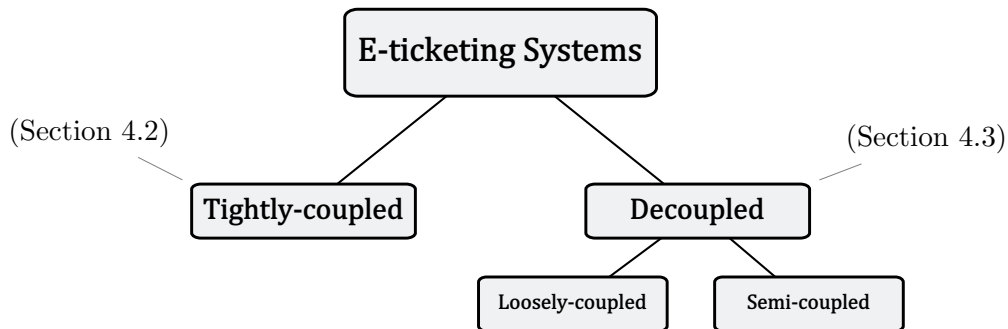 E-ticketing Systems
(Section 4.2)
(Section 4.3)
Tightly-coupled
Decoupled
Loosely-coupled
Semi-coupled